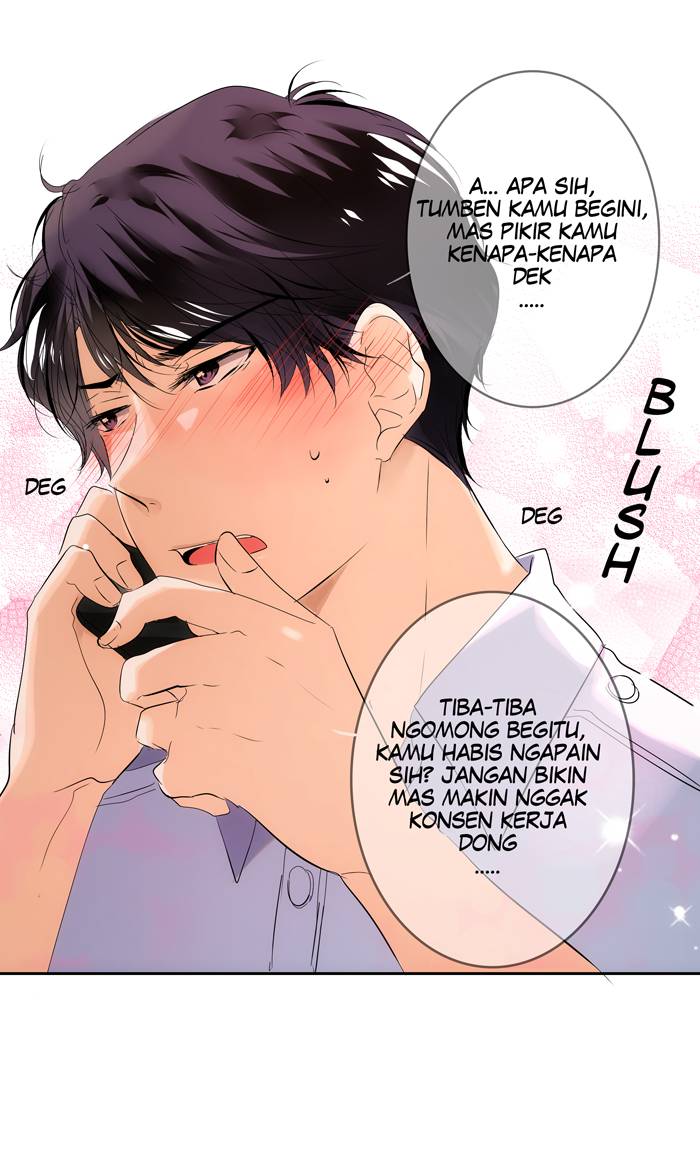 A... APA SIH,
TUMBEN KAMU BEGINI,
MAS PIKIR KAMU
KENAPA-KENAPA
DEK
.....
BLUSH
DEG
DEG
TIBA-TIBA
NGOMONG BEGITU,
KAMU HABIS NGAPAIN
SIH? JANGAN BIKIN
MAS MAKIN NGGAK
KONSEN KERJA
DONG
.....